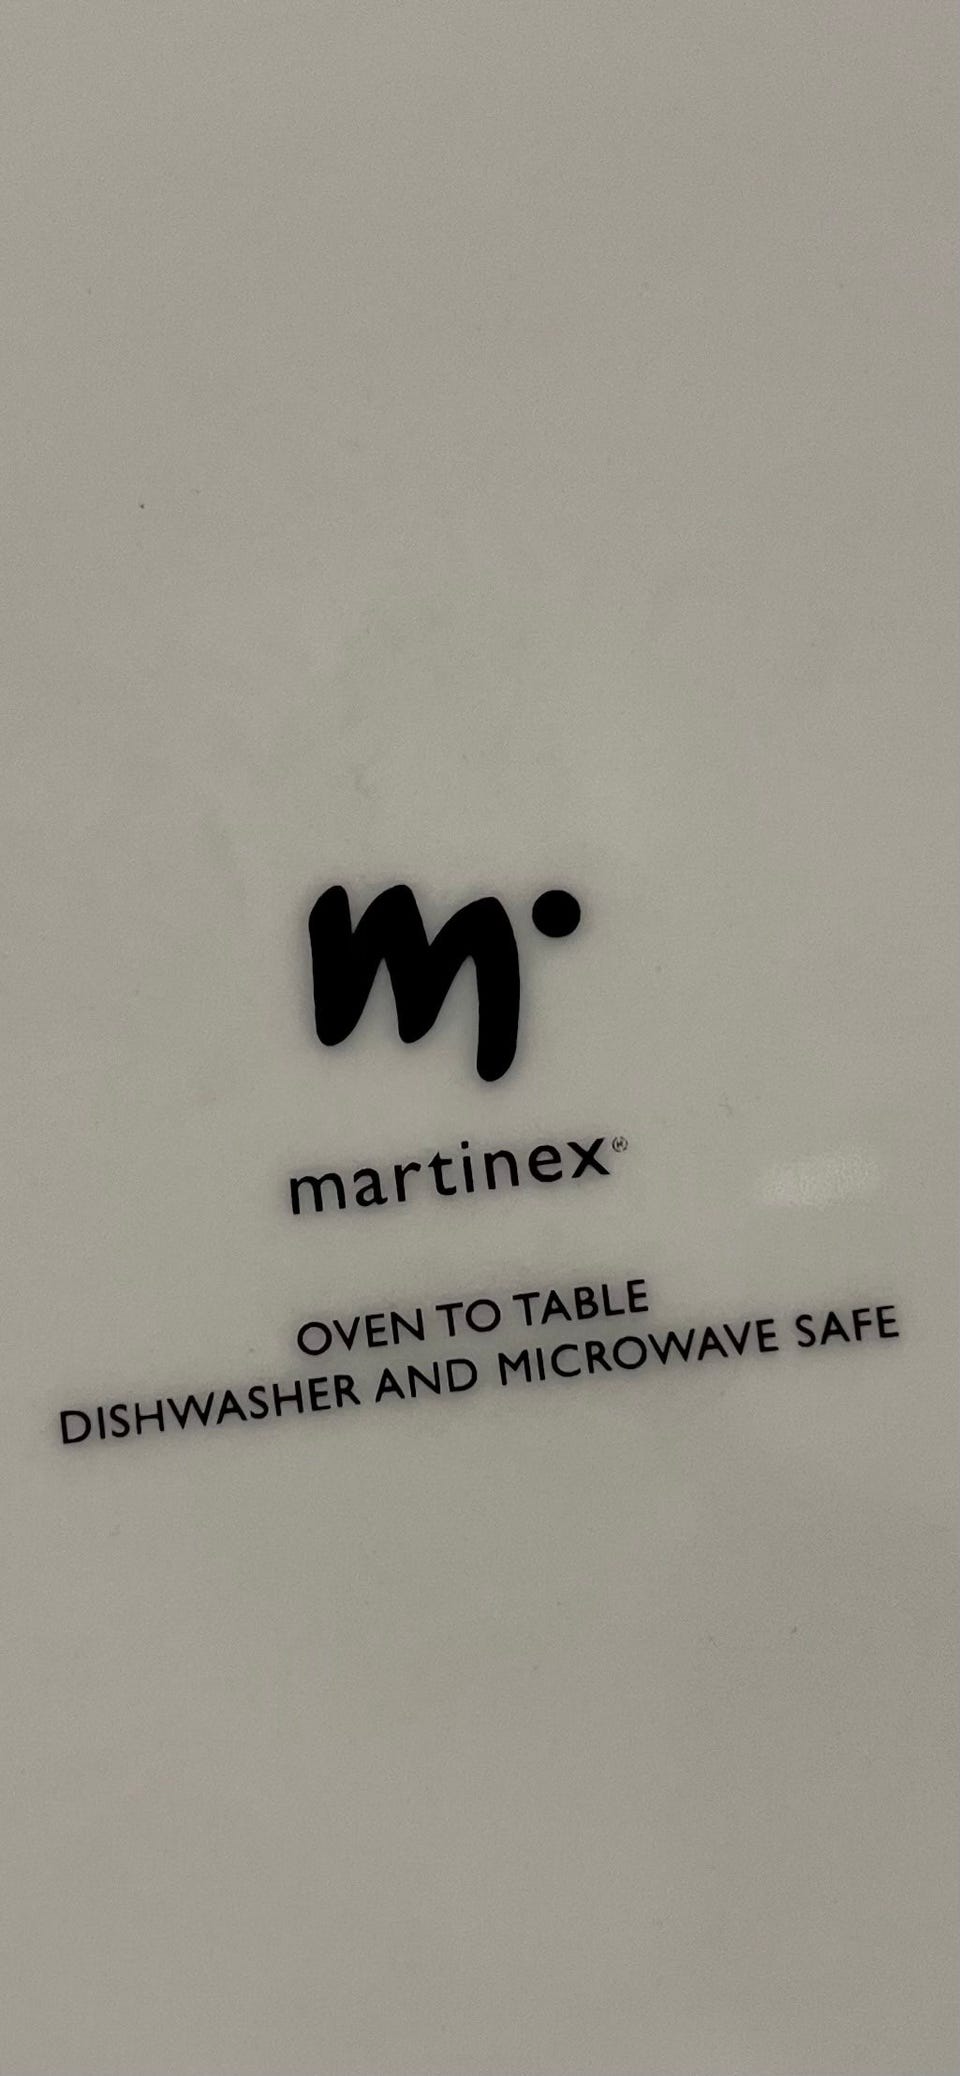 m
martinex®
OVEN TO TABLE
DISHWASHER AND MICROWAVE SAFE